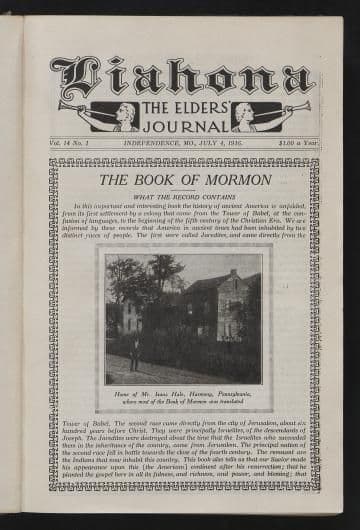 Liahona
THE ELDERS'
JOURNAL
Vol. 14 No. 1 INDEPENDENCE, MO., JULY 4, 1916. $1.00 a Year.
THE BOOK OF MORMON
WHAT THE RECORD CONTAINS
In this important and interesting book the history of ancient America is unfolded,
from its first settlement by a colony that came from the Tower of Babel, at the con-
fusion of languages, to the beginning of the fifth century of the Christian Era. We are
informed by these records that America in ancient times had been inhabited by two
distinct races of people. The first were called Jaredites, and came directly from the
Home of Mr. Isaac Hale, Harmony, Pennsylvania,
where most of the Book of Mormon was translated
Tower of Babel. The second race came directly from the city of Jerusalem, about six
hundred years before Christ. They were principally Israelites, of the descendants of
Joseph. The Jaredites were destroyed about the time that the Israelites who succeeded
them in the inheritance of the country, came from Jerusalem. The principal nation of
the second race fell in battle towards the close of the fourth century. The remnant are
the Indians that now inhabit this country. This book also tells us that our Savior made
his appearance upon this [the American] continent after his resurrection; that he
planted the gospel here in all its fulness, and richness, and power, and blessing; that